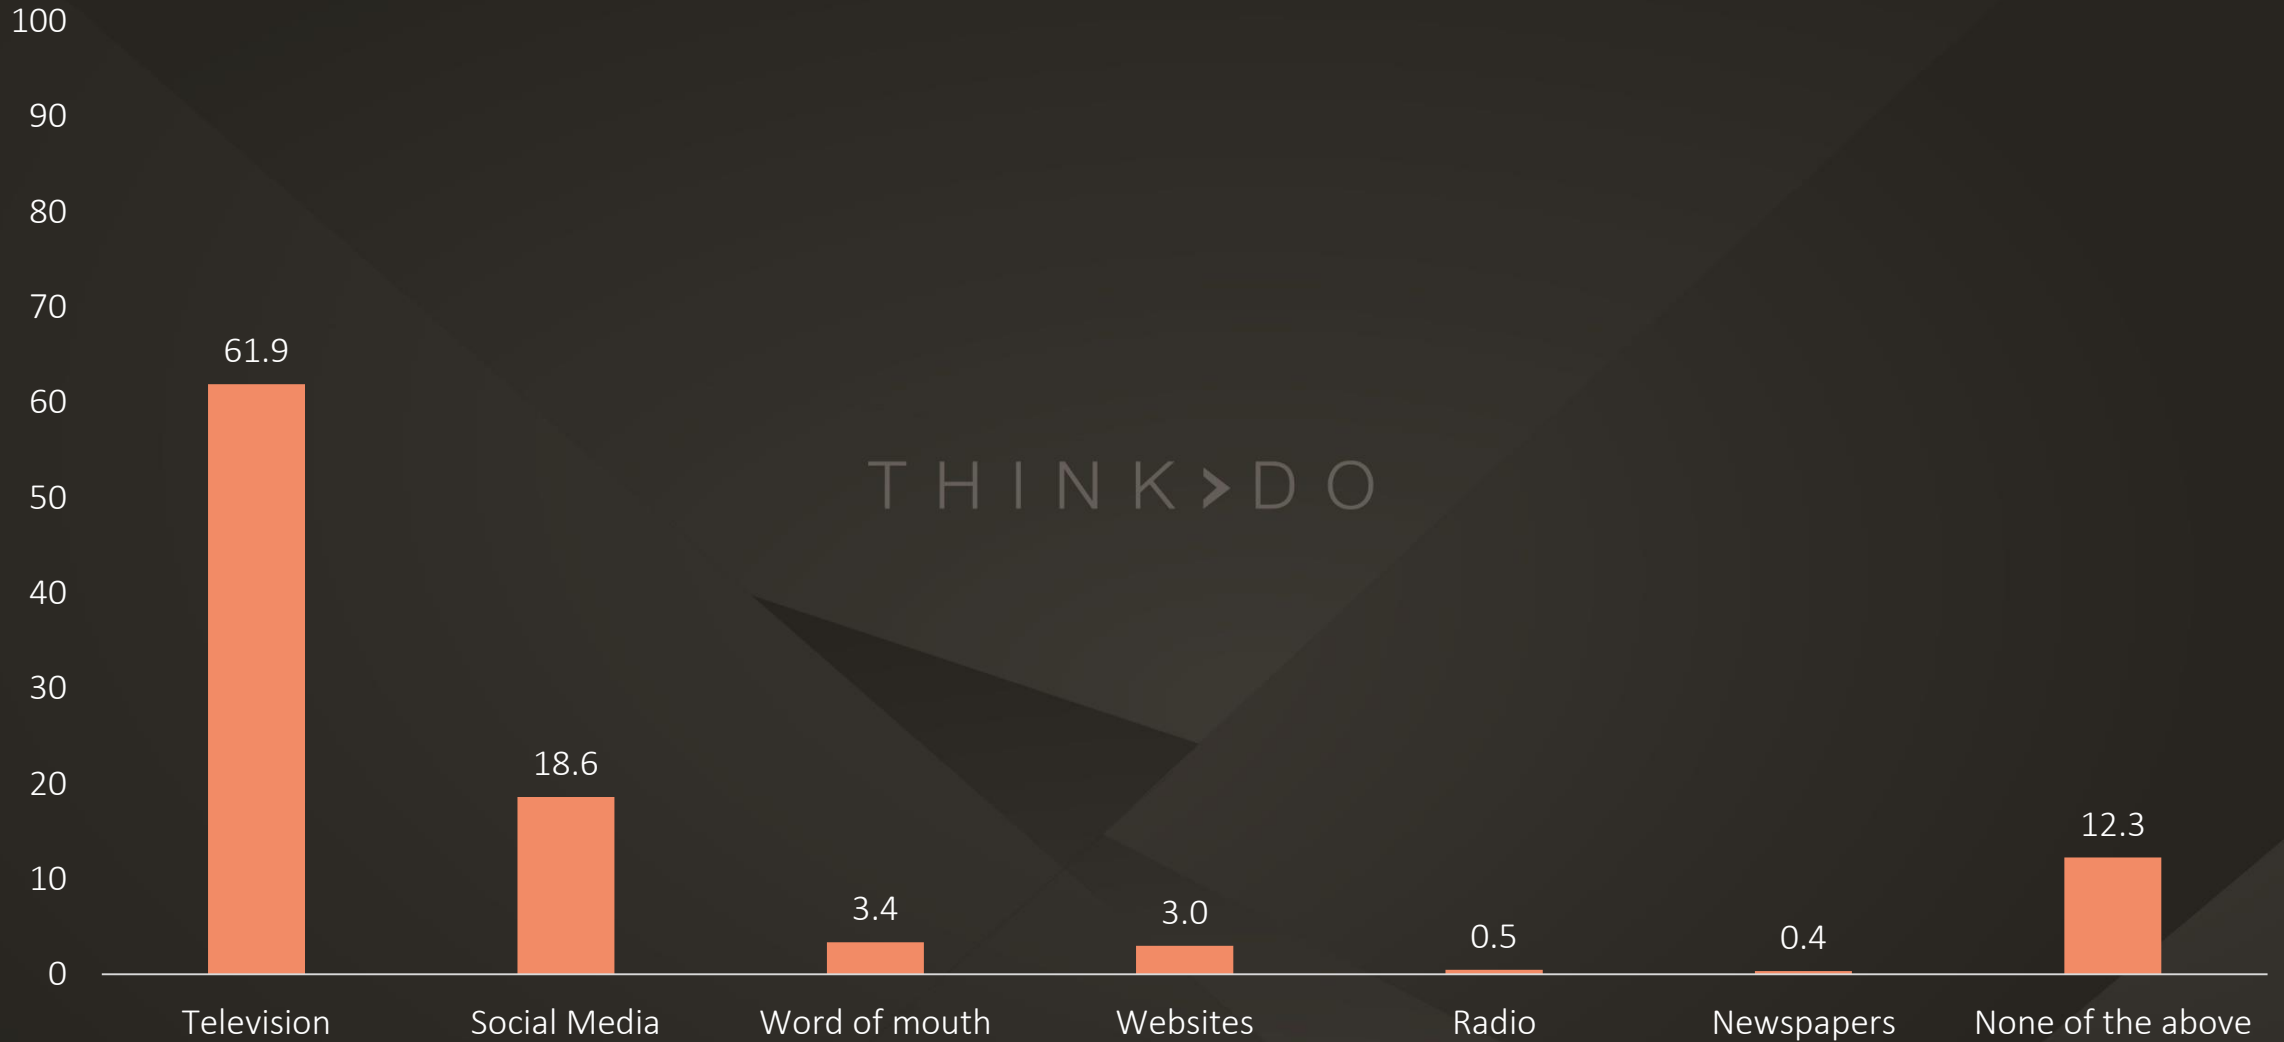 100
90
80
70
60
50
40
30
20
10
0
61.9
18.6
3.4
3.0
0.5
0.4
12.3
THINK>DO
Television
Social Media
Word of mouth
Websites
Radio
Newspapers
None of the above